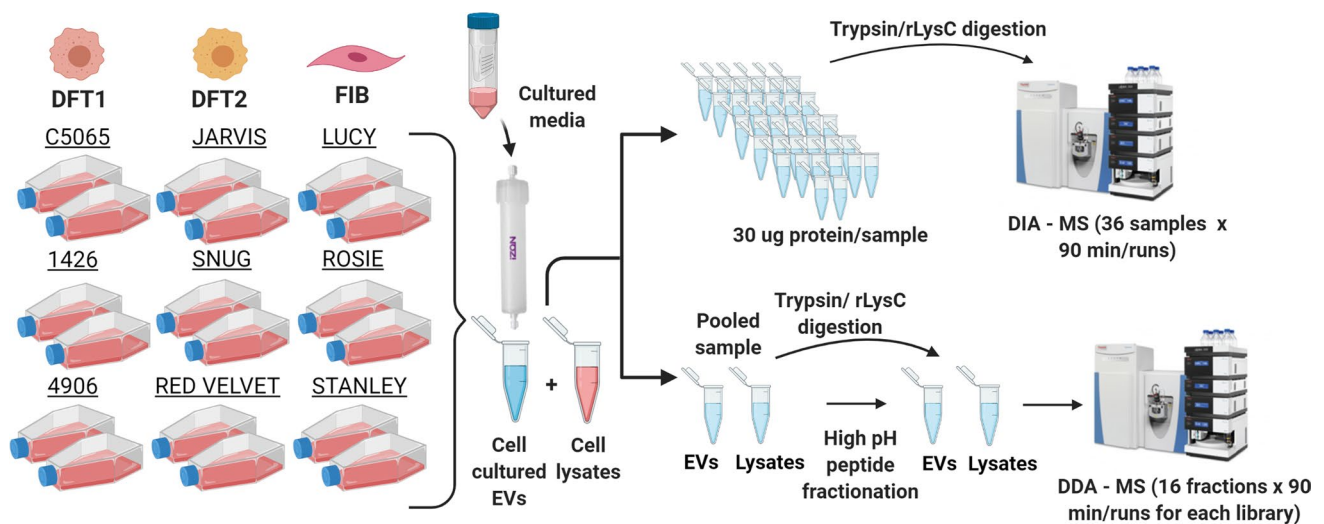 DFT1
DFT2
FIB
C5065
JARVIS
LUCY
1426
SNUG
ROSIE
4906
RED VELVET
STANLEY
Cultured
media
iZON
Cell
cultured
EVs
+
Cell
lysates
Trypsin/rLysC digestion
30 ug protein/sample
DIA - MS (36 samples x
90 min/runs)
Pooled
sample
Trypsin/ rLysC
digestion
EVs
Lysates
High pH
peptide
fractionation
EVs
Lysates
DDA - MS (16 fractions x 90
min/runs for each library)